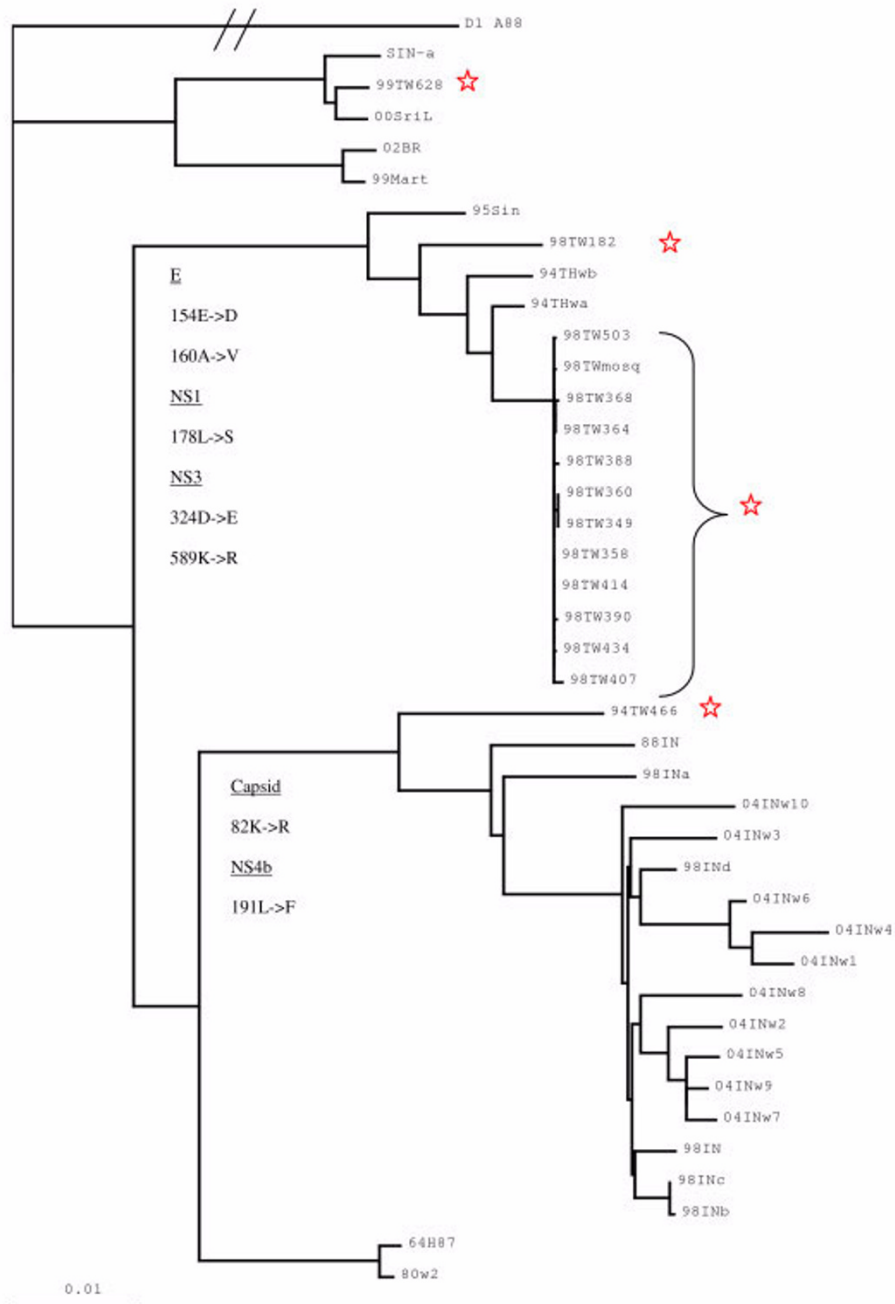 D1 A88
SIN-a
99TW628
00SriL
02BR
99Mart
95Sin
98TW182
E
94THwb
94THwa
154E->D
98TW503
160A->V
98TWmosq
NS1
98TW368
178L->S
98TW364
98TW388
NS3
98TW360
324D->E
98TW349
589K->R
98TW358
98TW414
98TW390
98TW434
98TW407
94TW466
88IN
98INa
Capsid
04INw10
82K->R
04INw3
NS4b
98INd
191L->F
04INw6
04INw4
04INw1
04INw8
04INw2
04INw5
04INw9
04INw7
98IN
98INc
98INb
64H87
80w2
0.01